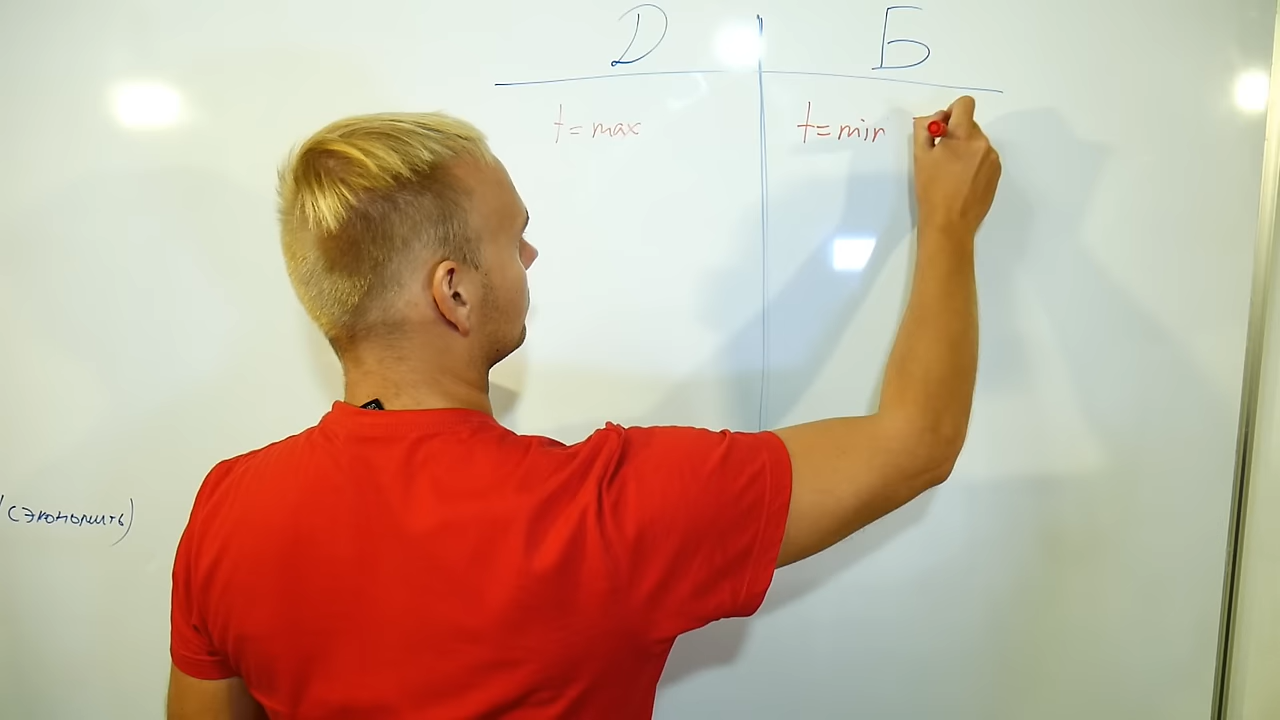 Д Б
t = max t = min
(сэкономить)